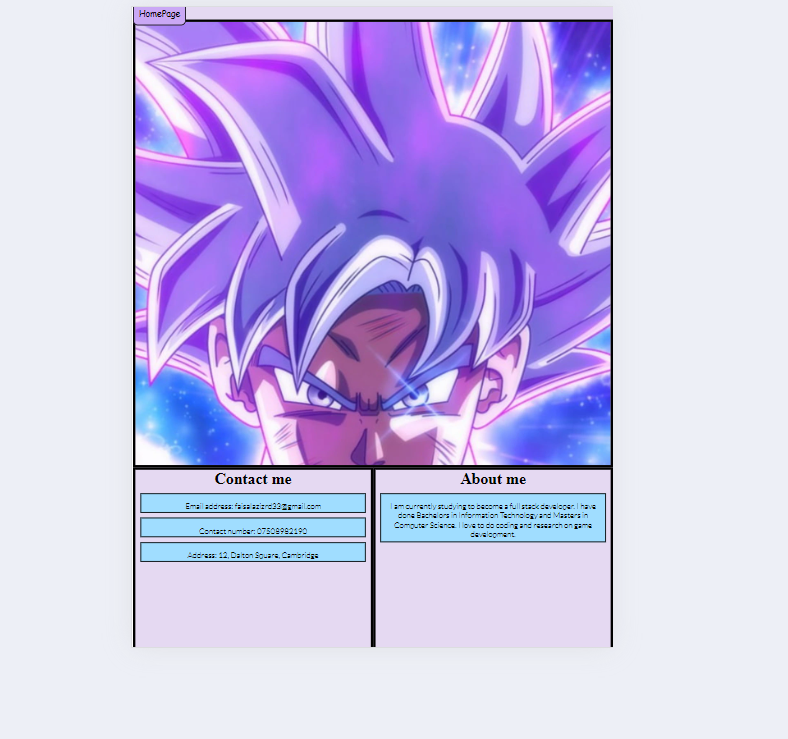 HomePage
Contact me
Email address: faisalazizrd33@gmail.com
Contact number: 07508982190
Address: 12, Dalton Square, Cambridge
About me
I am currently studying to become a full stack developer. I have
done Bachelors in Information Technology and Masters in
Computer Science. I love to do coding and research on game
development.